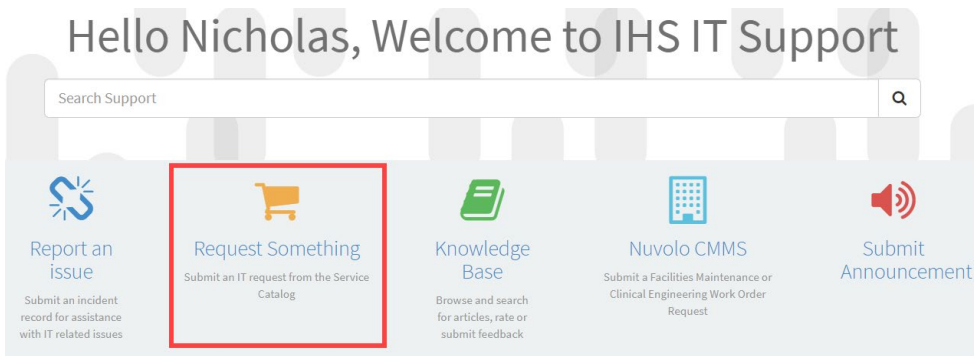 Hello Nicholas, Welcome to IHS IT Support
Search Support
Report an
issue
Submit an incident
record for assistance
with IT related issues
Request Something
Submit an IT request from the Service
Catalog
Knowledge
Base
Browse and search
for articles, rate or
submit feedback
Nuvolo CMMS
Submit a Facilities Maintenance or
Clinical Engineering Work Order
Request
Submit
Announcement